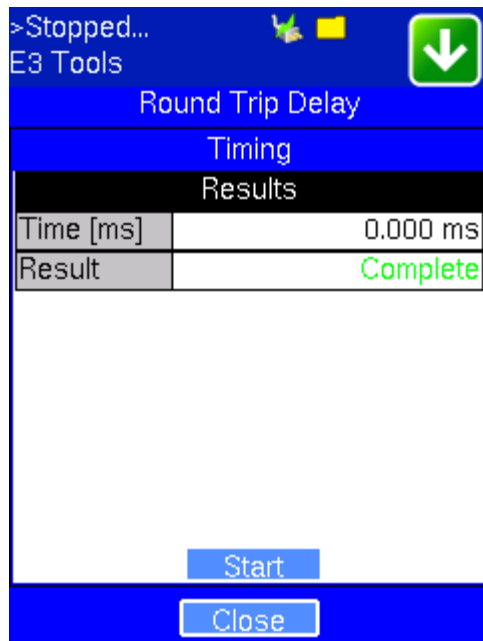 >Stopped...
E3 Tools
Round Trip Delay
Timing
Results
Time [ms] 0.000 ms
Result Complete
Start
Close